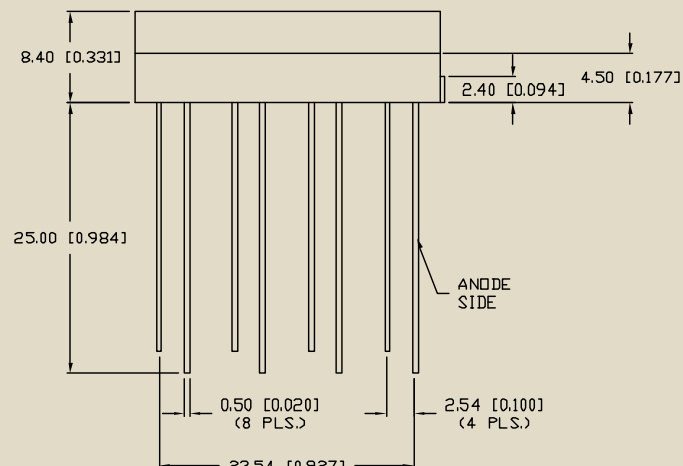 8.40 [0.331]
4.50 [0.177]
2.40 [0.094]
25.00 [0.984]
ANODE
SIDE
0.50 [0.020]
(8 PLS.)
2.54 [0.100]
(4 PLS.)